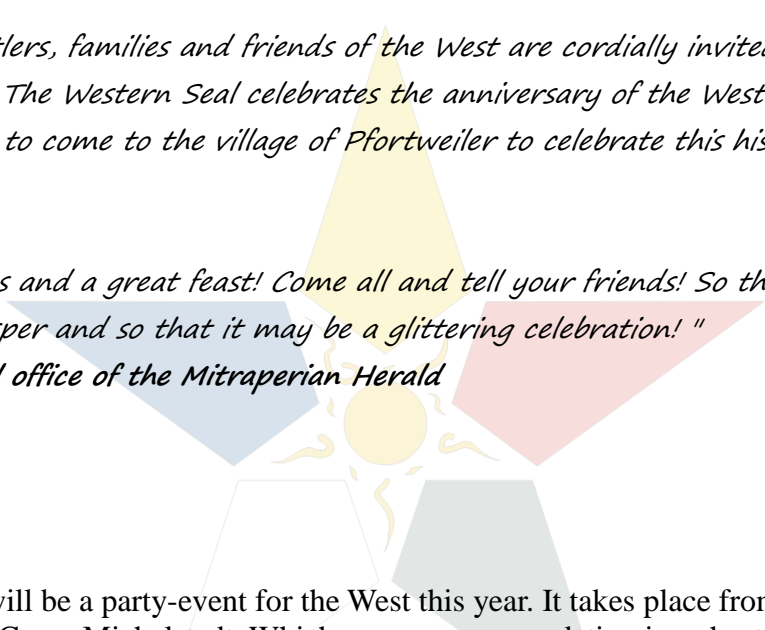 tlers, families and friends of the West are cordially invited
The Western Seal celebrates the anniversary of the West
to come to the village of Pfortweiler to celebrate this his
s and a great feast! Come all and tell your friends! So th
per and so that it may be a glittering celebration! "
office of the Mitraperian Herald
will be a party-event for the West this year. It takes place from